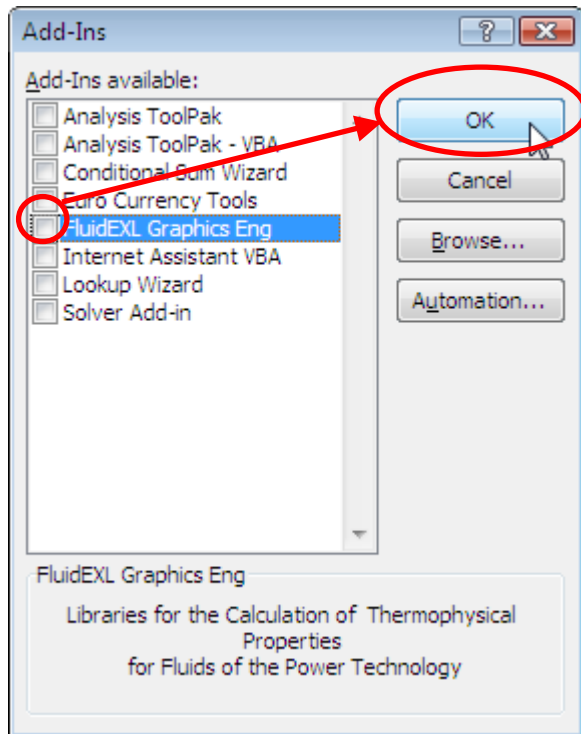 Add-Ins
Add-Ins available:
Analysis ToolPak
Analysis ToolPak - VBA
Conditional Sum Wizard
Euro Currency Tools
FluidEXL Graphics Eng
Internet Assistant VBA
Lookup Wizard
Solver Add-in
OK
Cancel
Browse...
Automation...
FluidEXL Graphics Eng
Libraries for the Calculation of Thermophysical
Properties
for Fluids of the Power Technology